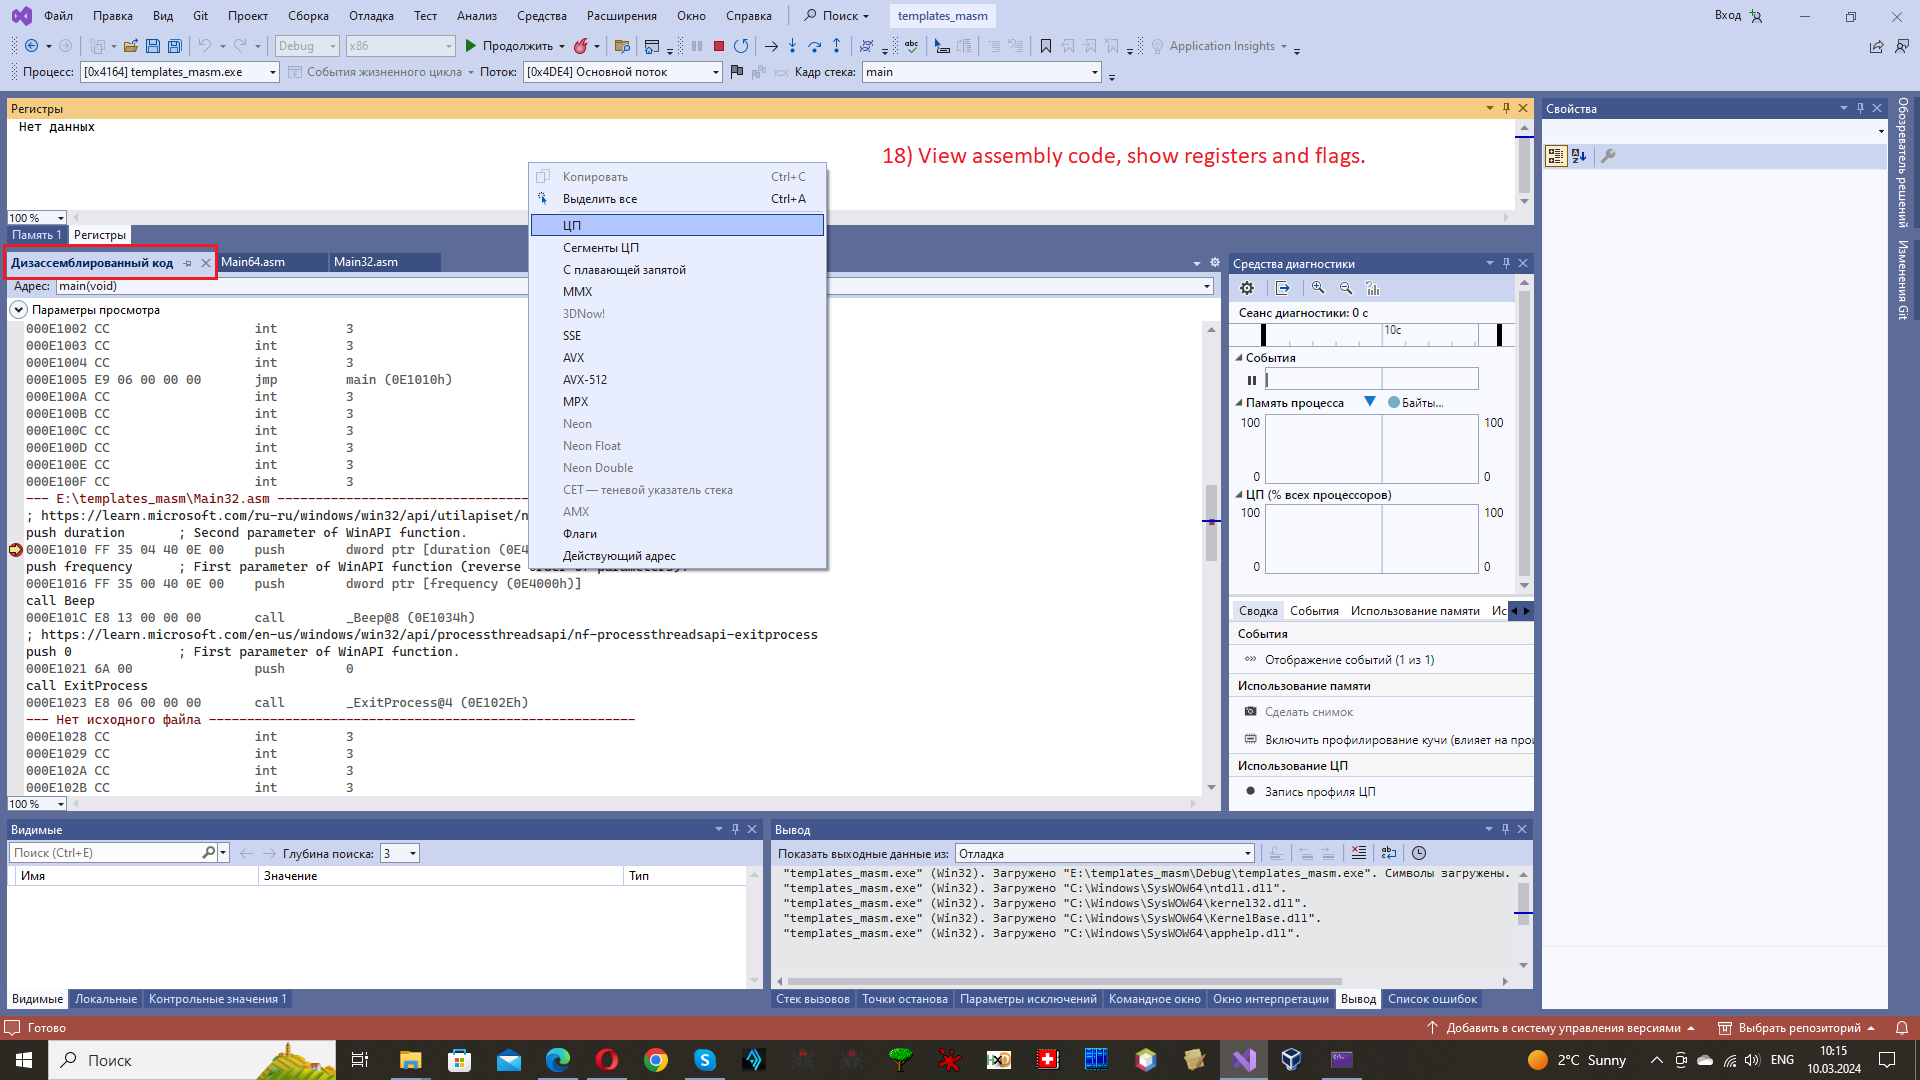 Файл Правка Вид Git Проект Сборка Отладка Тест Анализ Средства Расширения Окно Справка Поиск templates_masm Вход
Debug x86 Продолжить Application Insights
Процесс: [0x4164] templates_masm.exe События жизненного цикла Поток: [0x4DE4] Основной поток Кадр стека: main
Регистры
Нет данных
18) View assembly code, show registers and flags.
100 %
Память 1 Регистры
Копировать Ctrl+C
Выделить все Ctrl+A
ЦП
Сегменты ЦП
С плавающей запятой
MMX
3DNow!
SSE
AVX
AVX-512
MPX
Neon
Neon Float
Neon Double
CET — теневой указатель стека
AMX
Флаги
Действующий адрес
Дизассемблированный код Main64.asm Main32.asm
Адрес: main(void)
Параметры просмотра
000E1002 CC int 3
000E1003 CC int 3
000E1004 CC int 3
000E1005 E9 06 00 00 00 jmp main (0E1010h)
000E100A CC int 3
000E100B CC int 3
000E100C CC int 3
000E100D CC int 3
000E100E CC int 3
000E100F CC int 3
--- E:\templates_masm\Main32.asm ---------------------------------
; https://learn.microsoft.com/ru-ru/windows/win32/api/utilapiset/n
push duration ; Second parameter of WinAPI function.
000E1010 FF 35 04 40 0E 00 push dword ptr [duration (0E4
push frequency ; First parameter of WinAPI function (reverse order of parameters).
000E1016 FF 35 00 40 0E 00 push dword ptr [frequency (0E4000h)]
call Beep
000E101C E8 13 00 00 00 call _Beep@8 (0E1034h)
; https://learn.microsoft.com/en-us/windows/win32/api/processthreadsapi/nf-processthreadsapi-exitprocess
push 0 ; First parameter of WinAPI function.
000E1021 6A 00 push 0
call ExitProcess
000E1023 E8 06 00 00 00 call _ExitProcess@4 (0E102Eh)
--- Нет исходного файла --------------------------------------------------------
000E1028 CC int 3
000E1029 CC int 3
000E102A CC int 3
000E102B CC int 3
100 %
Средства диагностики
Сеанс диагностики: 0 с
10с
События
Память процесса Байты...
100 100
0 0
ЦП (% всех процессоров)
100 100
0 0
Сводка События Использование памяти Ис
События
Отображение событий (1 из 1)
Использование памяти
Сделать снимок
Включить профилирование кучи (влияет на прои
Использование ЦП
Запись профиля ЦП
Свойства
Обозреватель решений
Изменения Git
Видимые
Поиск (Ctrl+E) Глубина поиска: 3
Имя Значение Тип
Видимые Локальные Контрольные значения 1
Вывод
Показать выходные данные из: Отладка
"templates_masm.exe" (Win32). Загружено "E:\templates_masm\Debug\templates_masm.exe". Символы загружены.
"templates_masm.exe" (Win32). Загружено "C:\Windows\SysWOW64\ntdll.dll".
"templates_masm.exe" (Win32). Загружено "C:\Windows\SysWOW64\kernel32.dll".
"templates_masm.exe" (Win32). Загружено "C:\Windows\SysWOW64\KernelBase.dll".
"templates_masm.exe" (Win32). Загружено "C:\Windows\SysWOW64\apphelp.dll".
Стек вызовов Точки останова Параметры исключений Командное окно Окно интерпретации Вывод Список ошибок
Готово Добавить в систему управления версиями Выбрать репозиторий
Поиск 2°C Sunny ENG 10:15
10.03.2024